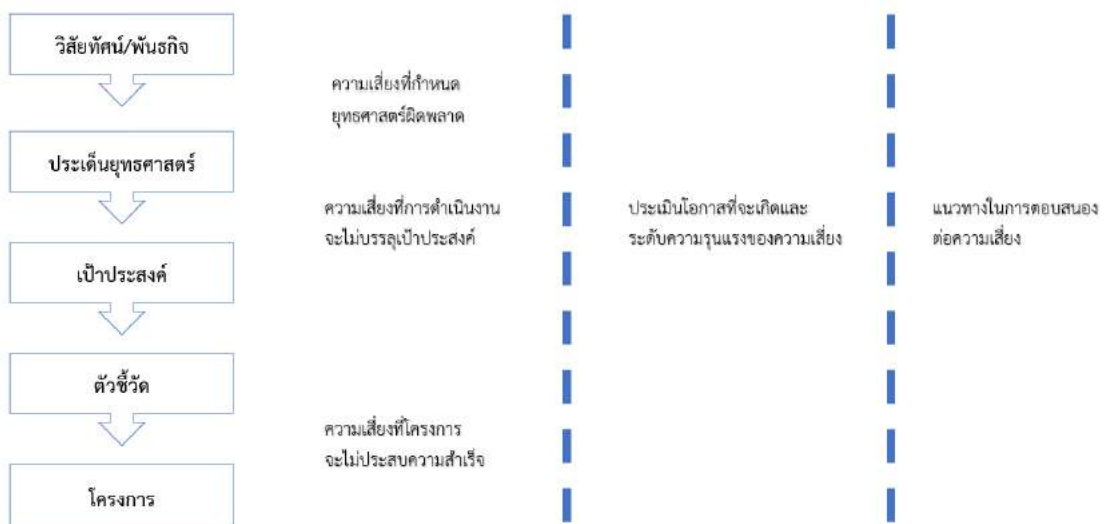 วิสัยทัศน์/พันธกิจ
ความเสี่ยงที่กำหนด
ยุทธศาสตร์ผิดพลาด
ประเด็นยุทธศาสตร์
ความเสี่ยงที่การดำเนินงาน
จะไม่บรรลุเป้าประสงค์
ประเมินโอกาสที่จะเกิดและ
ระดับความรุนแรงของความเสี่ยง
แนวทางในการตอบสนอง
ต่อความเสี่ยง
เป้าประสงค์
ตัวชี้วัด
ความเสี่ยงที่โครงการ
จะไม่ประสบความสำเร็จ
โครงการ